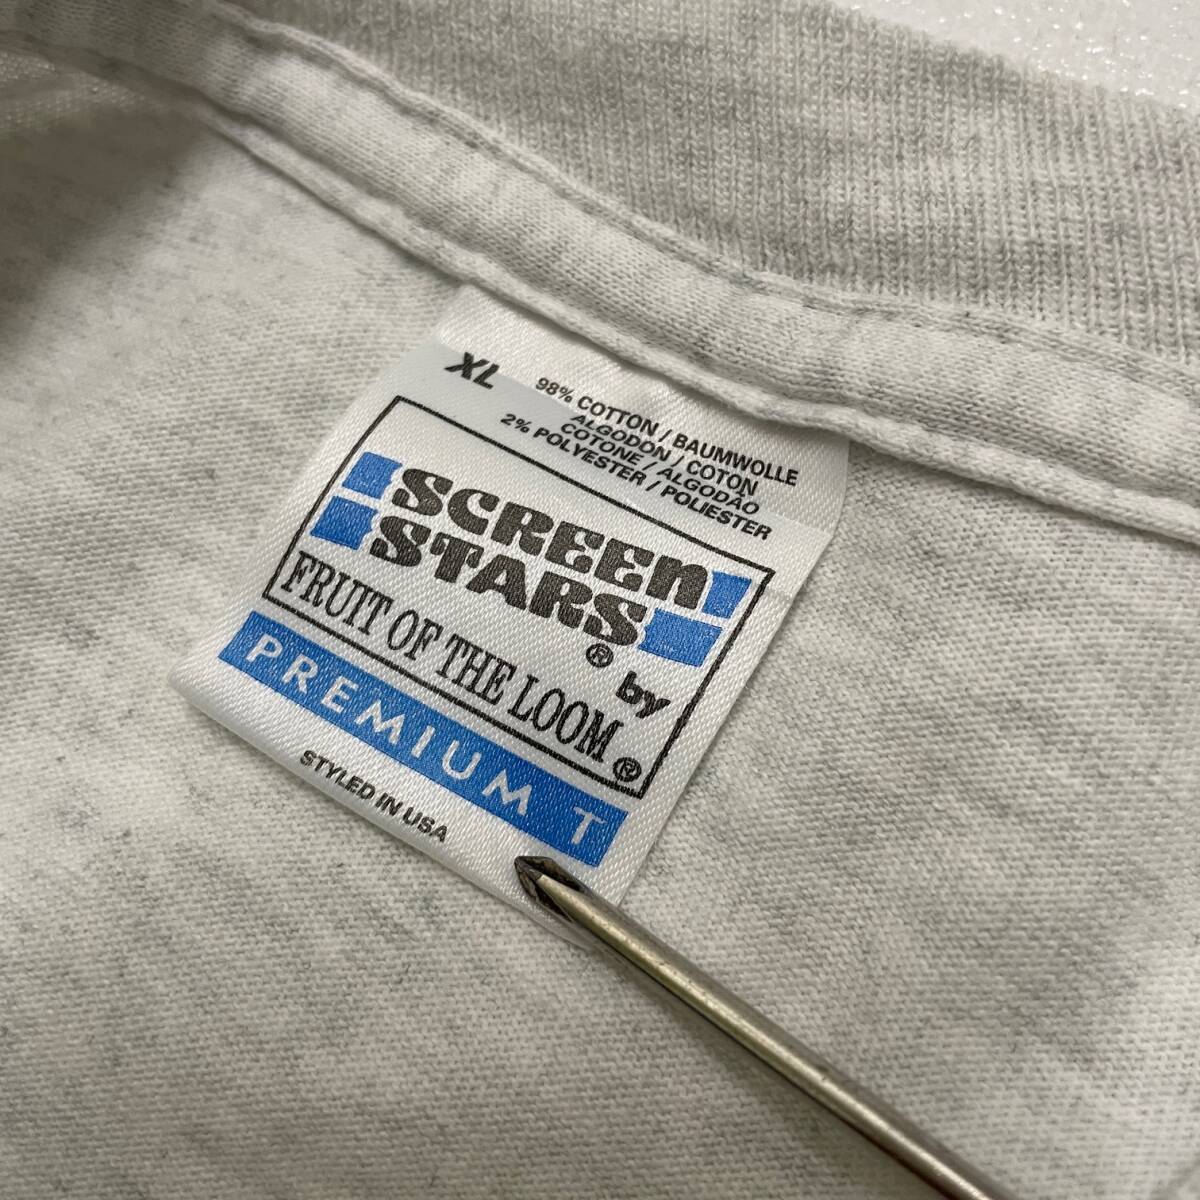 XL
98% COTTON / BAUMWOLLE
ALGODON / COTON
COTONE / ALGODÃO
2% POLYESTER / POLIESTER
SCREEN
STARS® by
FRUIT OF THE LOOM®
PREMIUM T
STYLED IN USA